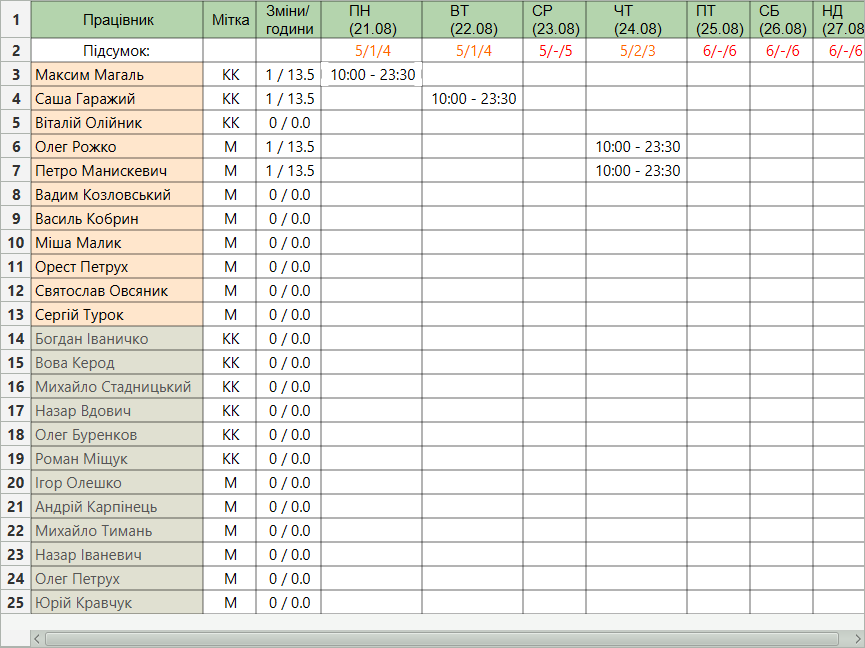 1 Працівник Мітка Зміни/ години ПН (21.08) ВТ (22.08) СР (23.08) ЧТ (24.08) ПТ (25.08) СБ (26.08) НД (27.08
2 Підсумок: 5/1/4 5/1/4 5/-/5 5/2/3 6/-/6 6/-/6 6/-/6
3 Максим Магаль КК 1 / 13.5 10:00 - 23:30
4 Саша Гаражий КК 1 / 13.5 10:00 - 23:30
5 Віталій Олійник КК 0 / 0.0
6 Олег Рожко М 1 / 13.5 10:00 - 23:30
7 Петро Манискевич М 1 / 13.5 10:00 - 23:30
8 Вадим Козловський М 0 / 0.0
9 Василь Кобрин М 0 / 0.0
10 Міша Малик М 0 / 0.0
11 Орест Петрух М 0 / 0.0
12 Святослав Овсяник М 0 / 0.0
13 Сергій Турок М 0 / 0.0
14 Богдан Іваничко КК 0 / 0.0
15 Вова Керод КК 0 / 0.0
16 Михайло Стадницький КК 0 / 0.0
17 Назар Вдович КК 0 / 0.0
18 Олег Буренков КК 0 / 0.0
19 Роман Міщук КК 0 / 0.0
20 Ігор Олешко М 0 / 0.0
21 Андрій Карпінець М 0 / 0.0
22 Михайло Тимань М 0 / 0.0
23 Назар Іваневич М 0 / 0.0
24 Олег Петрух М 0 / 0.0
25 Юрій Кравчук М 0 / 0.0